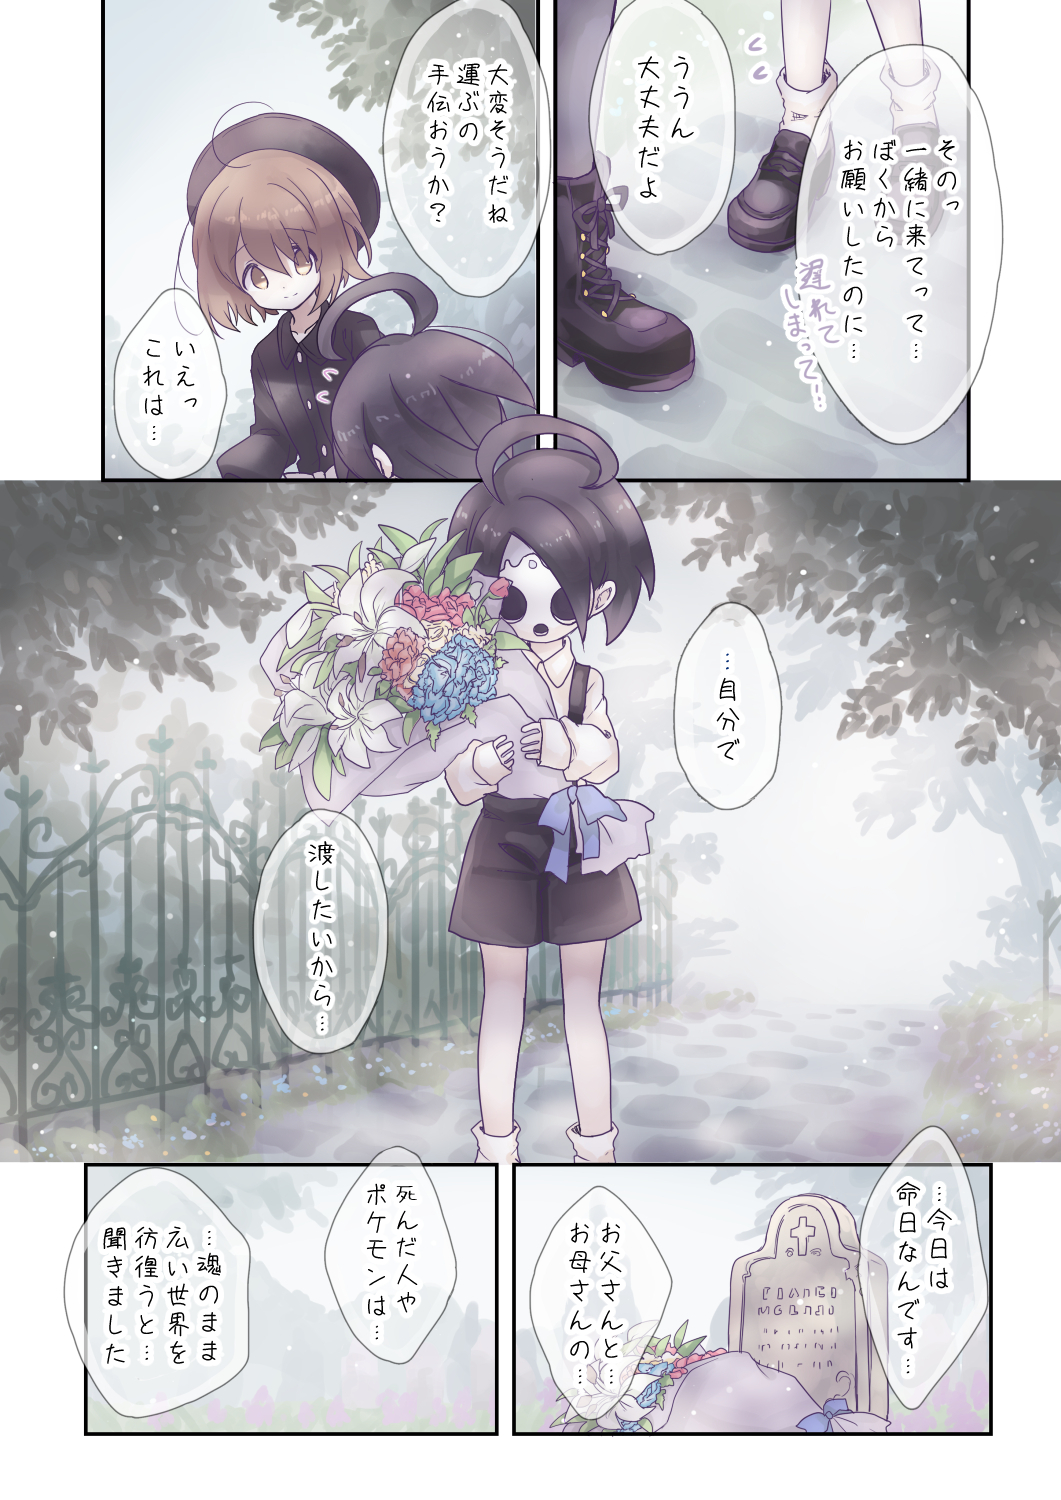 そのっ
一緒に来てって…
ぼくから
お願いしたのに…
遅れて
しまって…
ううん
大丈夫だよ
大変そうだね
運ぶの
手伝おうか?
いえっ
これは…
…自分で
渡したいから…
…今日は
命日なんです…
お父さんと…
お母さんの…
死んだ人や
ポケモンは…
…魂のまま
広い世界を
彷徨うと…
聞きました